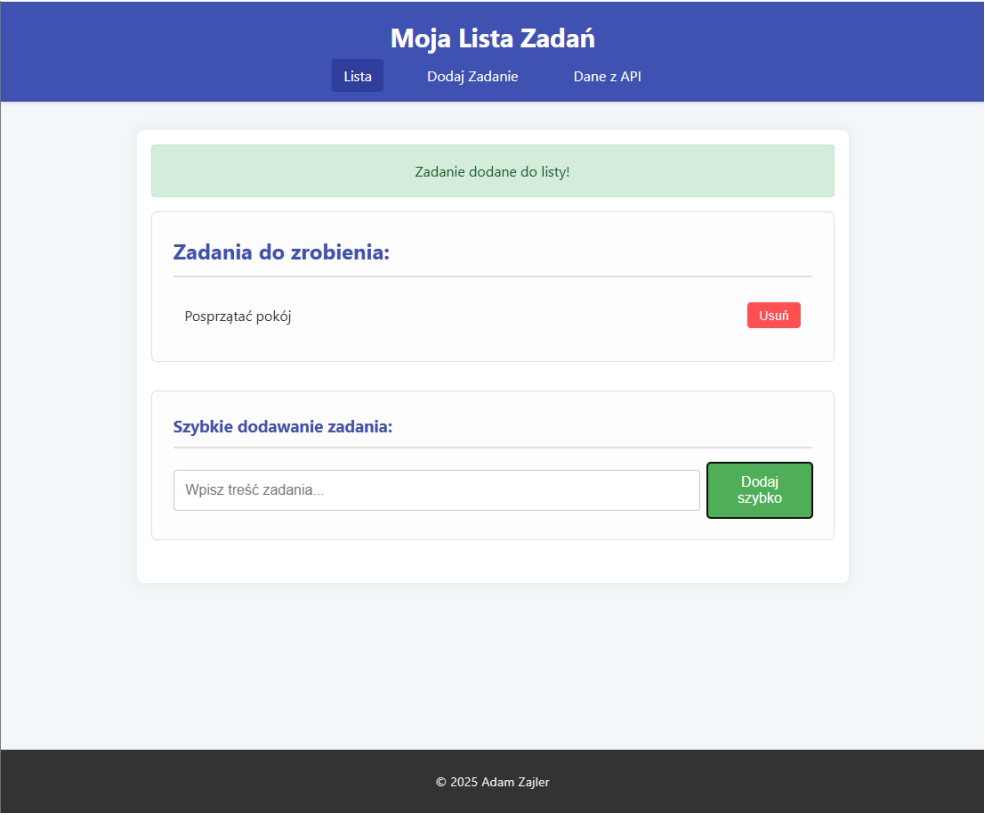 Moja Lista Zadań
Lista Dodaj Zadanie Dane z API
Zadanie dodane do listy!
Zadania do zrobienia:
Posprzątać pokój Usuń
Szybkie dodawanie zadania:
Wpisz treść zadania... Dodaj
szybko
© 2025 Adam Zajler